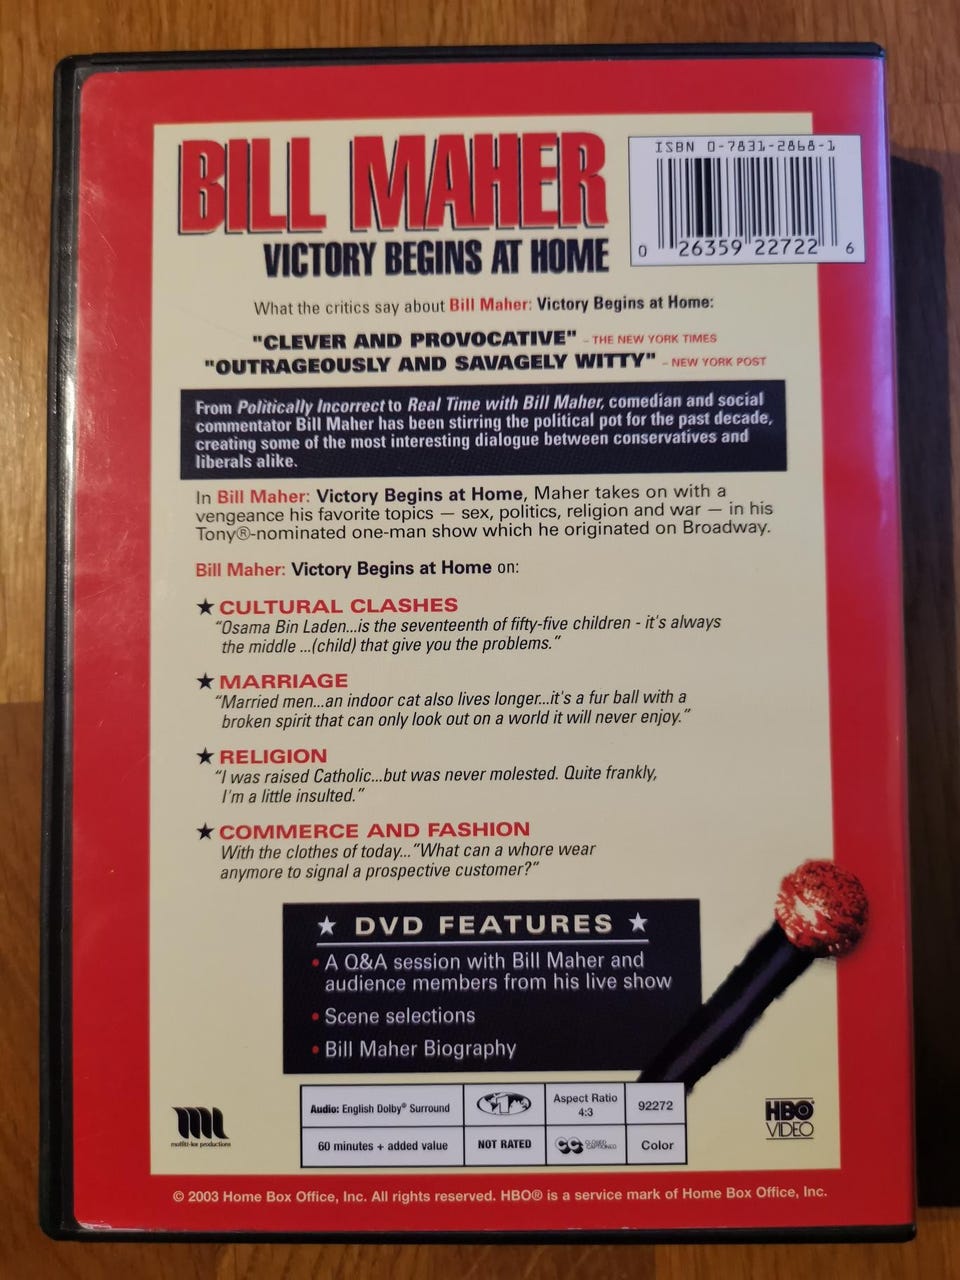 BILL MAHER
VICTORY BEGINS AT HOME
ISBN 0-7831-2868-1
0 26359 22722 6
What the critics say about Bill Maher: Victory Begins at Home:
"CLEVER AND PROVOCATIVE" – THE NEW YORK TIMES
"OUTRAGEOUSLY AND SAVAGELY WITTY" – NEW YORK POST
From Politically Incorrect to Real Time with Bill Maher, comedian and social
commentator Bill Maher has been stirring the political pot for the past decade,
creating some of the most interesting dialogue between conservatives and
liberals alike.
In Bill Maher: Victory Begins at Home, Maher takes on with a
vengeance his favorite topics — sex, politics, religion and war — in his
Tony®-nominated one-man show which he originated on Broadway.
Bill Maher: Victory Begins at Home on:
★ CULTURAL CLASHES
“Osama Bin Laden...is the seventeenth of fifty-five children - it's always
the middle ...(child) that give you the problems.”
★ MARRIAGE
“Married men...an indoor cat also lives longer...it's a fur ball with a
broken spirit that can only look out on a world it will never enjoy.”
★ RELIGION
“I was raised Catholic...but was never molested. Quite frankly,
I'm a little insulted.”
★ COMMERCE AND FASHION
With the clothes of today...“What can a whore wear
anymore to signal a prospective customer?”
★ DVD FEATURES ★
• A Q&A session with Bill Maher and
audience members from his live show
• Scene selections
• Bill Maher Biography
Audio: English Dolby® Surround
1
Aspect Ratio
4:3
92272
60 minutes + added value
NOT RATED
CC CLOSED CAPTIONED
Color
moffitt-lee productions
HBO
VIDEO
© 2003 Home Box Office, Inc. All rights reserved. HBO® is a service mark of Home Box Office, Inc.